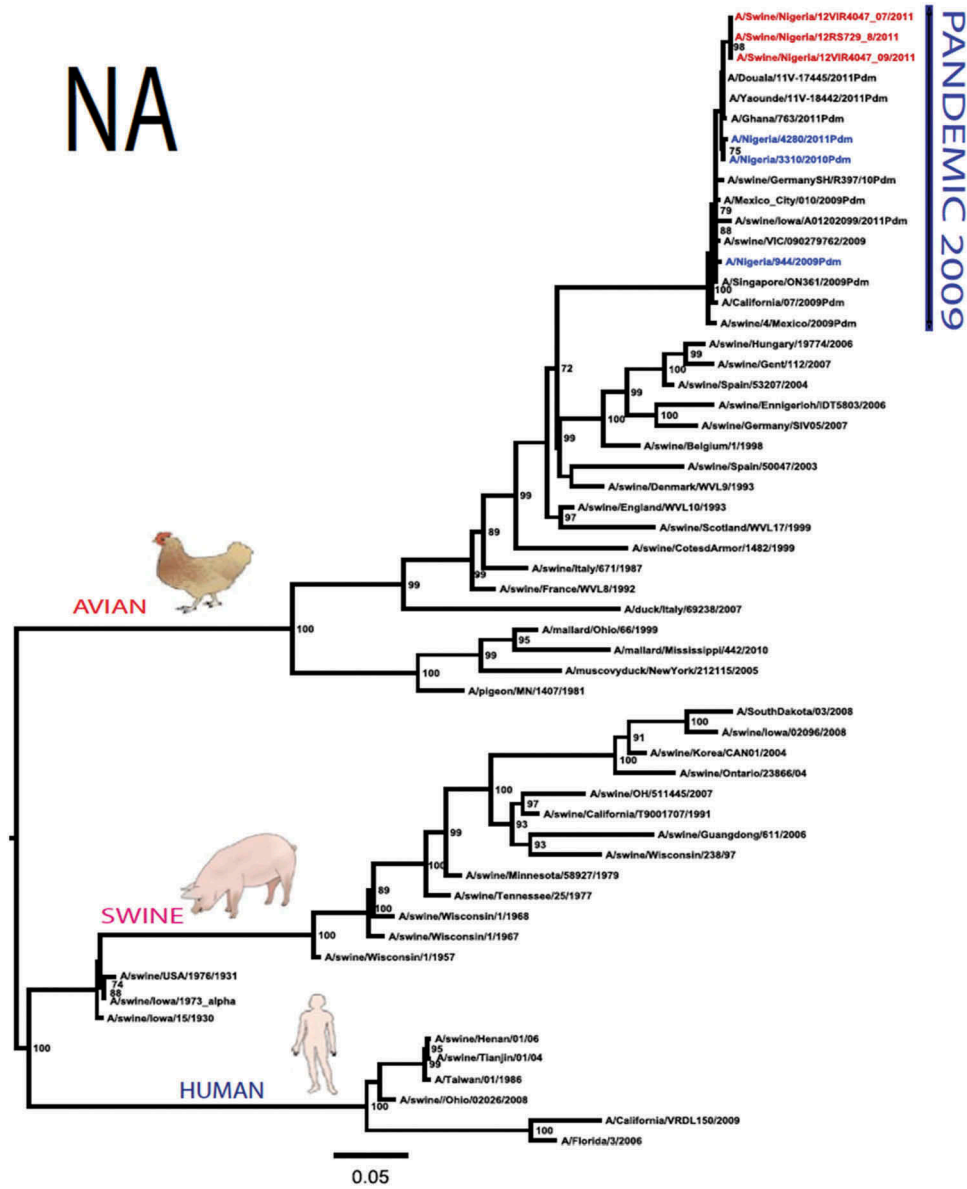 NA
A/Swine/Nigeria/12VIR4047_07/2011
A/Swine/Nigeria/12RS729_8/2011
98
A/Swine/Nigeria/12VIR4047_09/2011
A/Douala/11V-17445/2011Pdm
A/Yaounde/11V-18442/2011Pdm
A/Ghana/763/2011Pdm
A/Nigeria/4280/2011Pdm
75
A/Nigeria/3310/2010Pdm
A/swine/GermanySH/R397/10Pdm
A/Mexico_City/010/2009Pdm
79
A/swine/Iowa/A01202099/2011Pdm
88
A/swine/VIC/090279762/2009
A/Nigeria/944/2009Pdm
A/Singapore/ON361/2009Pdm
100
A/California/07/2009Pdm
A/swine/4/Mexico/2009Pdm
PANDEMIC 2009
A/swine/Hungary/19774/2006
99
A/swine/Gent/112/2007
100
72
A/swine/Spain/53207/2004
99
A/swine/Ennigerloh/IDT5803/2006
100
100
A/swine/Germany/SIV05/2007
99
A/swine/Belgium/1/1998
A/swine/Spain/50047/2003
99
A/swine/Denmark/WVL9/1993
A/swine/England/WVL10/1993
97
A/swine/Scotland/WVL17/1999
89
A/swine/CotesdArmor/1482/1999
A/swine/Italy/671/1987
99
99
A/swine/France/WVL8/1992
AVIAN
A/duck/Italy/69238/2007
100
A/mallard/Ohio/66/1999
95
A/mallard/Mississippi/442/2010
99
A/muscovyduck/NewYork/212115/2005
100
A/pigeon/MN/1407/1981
A/SouthDakota/03/2008
100
A/swine/Iowa/02096/2008
91
A/swine/Korea/CAN01/2004
100
A/swine/Ontario/23866/04
100
A/swine/OH/511445/2007
97
A/swine/California/T9001707/1991
93
A/swine/Guangdong/611/2006
99
93
A/swine/Wisconsin/238/97
100
A/swine/Minnesota/58927/1979
89
A/swine/Tennessee/25/1977
100
A/swine/Wisconsin/1/1968
SWINE
A/swine/Wisconsin/1/1967
100
A/swine/Wisconsin/1/1957
A/swine/USA/1976/1931
74
88
A/swine/Iowa/1973_alpha
A/swine/Iowa/15/1930
100
A/swine/Henan/01/06
95
A/swine/Tianjin/01/04
99
A/Taiwan/01/1986
HUMAN
A/swine//Ohio/02026/2008
100
A/California/VRDL150/2009
100
A/Florida/3/2006
0.05